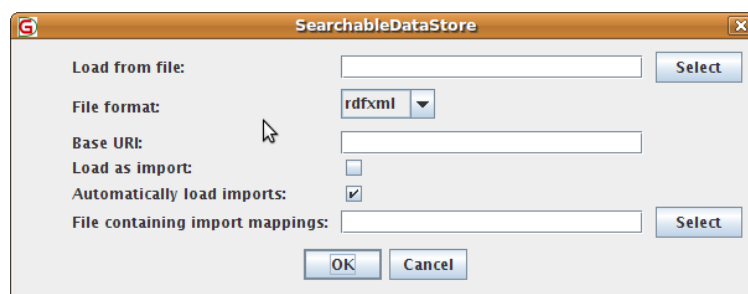 SearchableDataStore
Load from file: Select
File format: rdfxml
Base URI:
Load as import:
Automatically load imports:
File containing import mappings: Select
OK Cancel